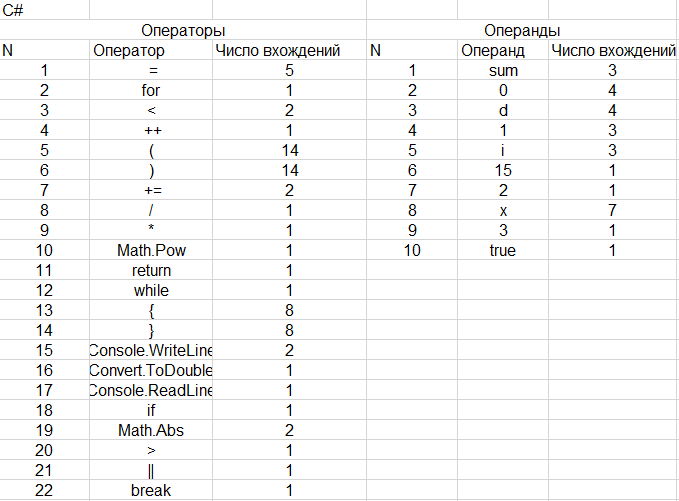 C#
Операторы Операнды
N Оператор Число вхождений N Операнд Число вхождений
1 = 5 1 sum 3
2 for 1 2 0 4
3 < 2 3 d 4
4 ++ 1 4 1 3
5 ( 14 5 i 3
6 ) 14 6 15 1
7 += 2 7 2 1
8 / 1 8 x 7
9 * 1 9 3 1
10 Math.Pow 1 10 true 1
11 return 1
12 while 1
13 { 8
14 } 8
15 Console.WriteLine 2
16 Convert.ToDouble 1
17 Console.ReadLine 1
18 if 1
19 Math.Abs 2
20 > 1
21 || 1
22 break 1